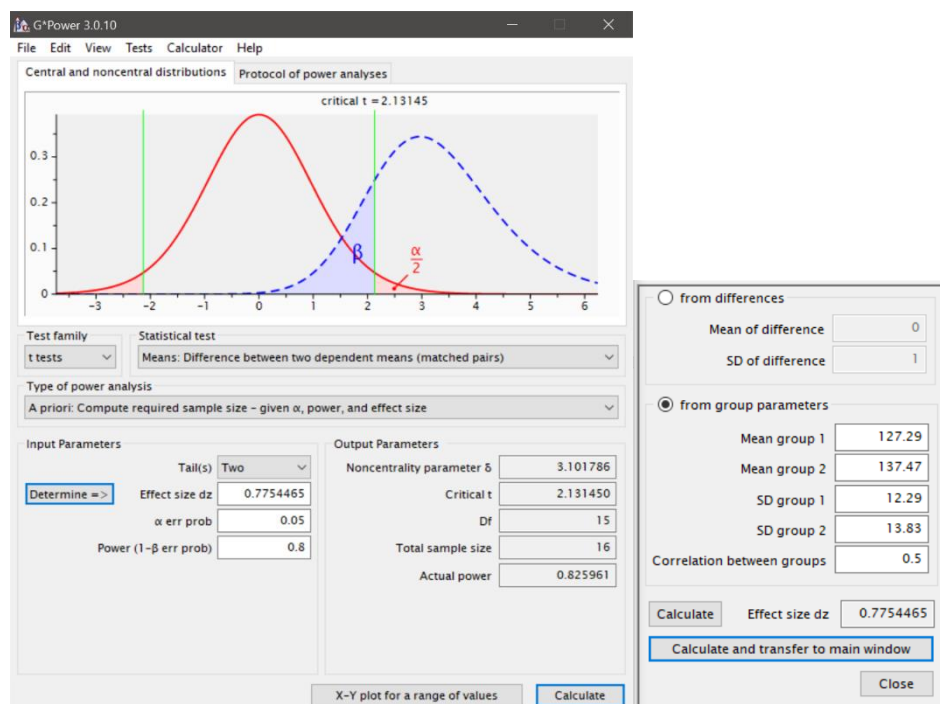 G*Power 3.0.10
File Edit View Tests Calculator Help
Central and noncentral distributions Protocol of power analyses
critical t = 2.13145
0.3
0.2
0.1
0
β
α
2
-3 -2 -1 0 1 2 3 4 5 6
Test family Statistical test
t tests Means: Difference between two dependent means (matched pairs)
Type of power analysis
A priori: Compute required sample size - given α, power, and effect size
Input Parameters
Tail(s) Two
Determine => Effect size dz 0.7754465
α err prob 0.05
Power (1-β err prob) 0.8
Output Parameters
Noncentrality parameter δ 3.101786
Critical t 2.131450
Df 15
Total sample size 16
Actual power 0.825961
X-Y plot for a range of values Calculate
from differences
Mean of difference 0
SD of difference 1
from group parameters
Mean group 1 127.29
Mean group 2 137.47
SD group 1 12.29
SD group 2 13.83
Correlation between groups 0.5
Calculate Effect size dz 0.7754465
Calculate and transfer to main window
Close